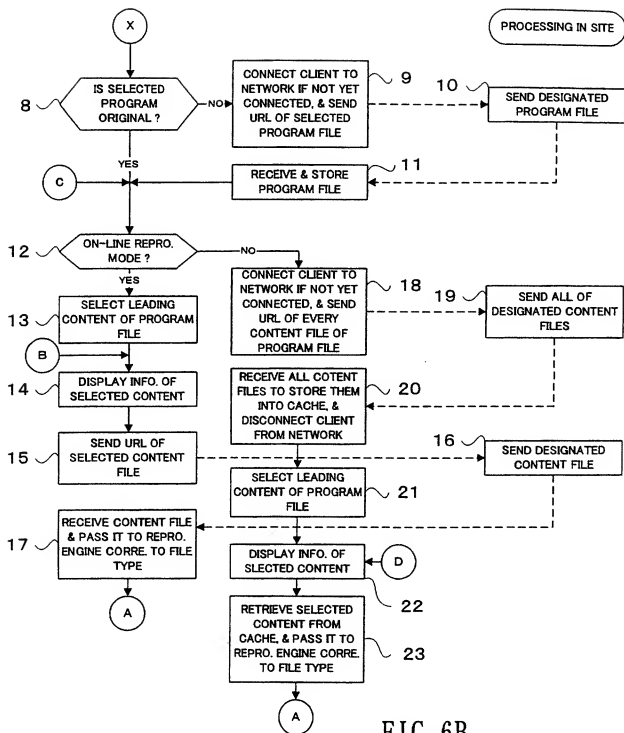 X
PROCESSING IN SITE
8
IS SELECTED
PROGRAM
ORIGINAL ?
NO
CONNECT CLIENT TO
NETWORK IF NOT YET
CONNECTED, & SEND
URL OF SELECTED
PROGRAM FILE
9
10
SEND DESIGNATED
PROGRAM FILE
YES
C
RECEIVE & STORE
PROGRAM FILE
11
12
ON-LINE REPRO.
MODE ?
NO
YES
CONNECT CLIENT TO
NETWORK IF NOT YET
CONNECTED, & SEND
URL OF EVERY
CONTENT FILE OF
PROGRAM FILE
18
19
SEND ALL OF
DESIGNATED CONTENT
FILES
13
SELECT LEADING
CONTENT OF PROGRAM
FILE
B
14
DISPLAY INFO. OF
SELECTED CONTENT
RECEIVE ALL COTENT
FILES TO STORE THEM
INTO CACHE, &
DISCONNECT CLIENT
FROM NETWORK
20
15
SEND URL OF
SELECTED CONTENT
FILE
16
SEND DESIGNATED
CONTENT FILE
SELECT LEADING
CONTENT OF PROGRAM
FILE
21
17
RECEIVE CONTENT FILE
& PASS IT TO REPRO.
ENGINE CORRE. TO FILE
TYPE
DISPLAY INFO. OF
SLECTED CONTENT
D
22
A
RETRIEVE SELECTED
CONTENT FROM
CACHE, & PASS IT TO
REPRO. ENGINE CORRE.
TO FILE TYPE
23
A
FIG. 6B